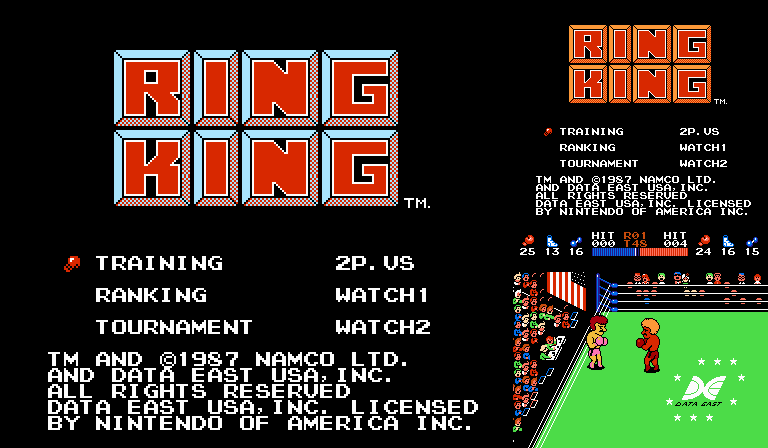 RING
KING
TM.
TRAINING 2P.VS
RANKING WATCH1
TOURNAMENT WATCH2
TM AND ©1987 NAMCO LTD.
AND DATA EAST USA, INC.
ALL RIGHTS RESERVED
DATA EAST USA, INC. LICENSED
BY NINTENDO OF AMERICA INC.
RING
KING
TM.
TRAINING 2P.VS
RANKING WATCH1
TOURNAMENT WATCH2
TM AND ©1987 NAMCO LTD.
AND DATA EAST USA, INC.
ALL RIGHTS RESERVED
DATA EAST USA, INC. LICENSED
BY NINTENDO OF AMERICA INC.
HIT R01 HIT
000 T48 004
25 13 16 24 16 15
DATA EAST